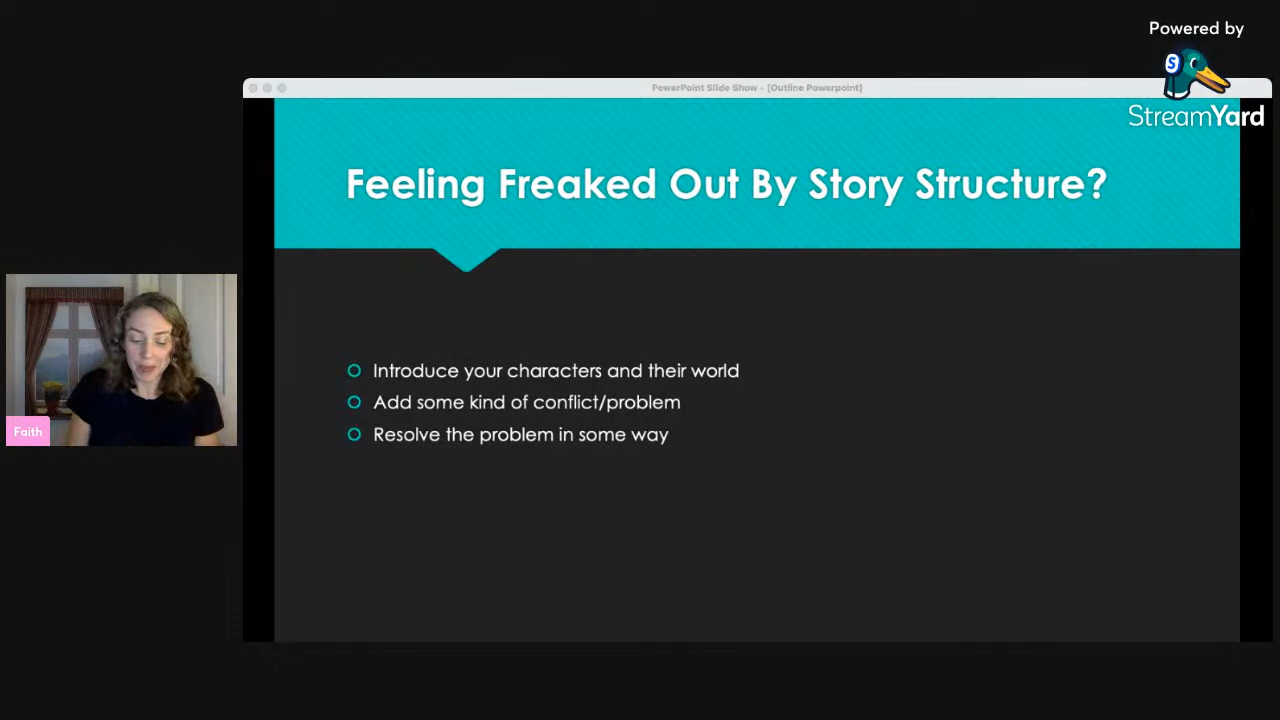 Powered by
S
StreamYard
PowerPoint Slide Show - [Outline Powerpoint]
Feeling Freaked Out By Story Structure?
Introduce your characters and their world
Add some kind of conflict/problem
Resolve the problem in some way
Faith